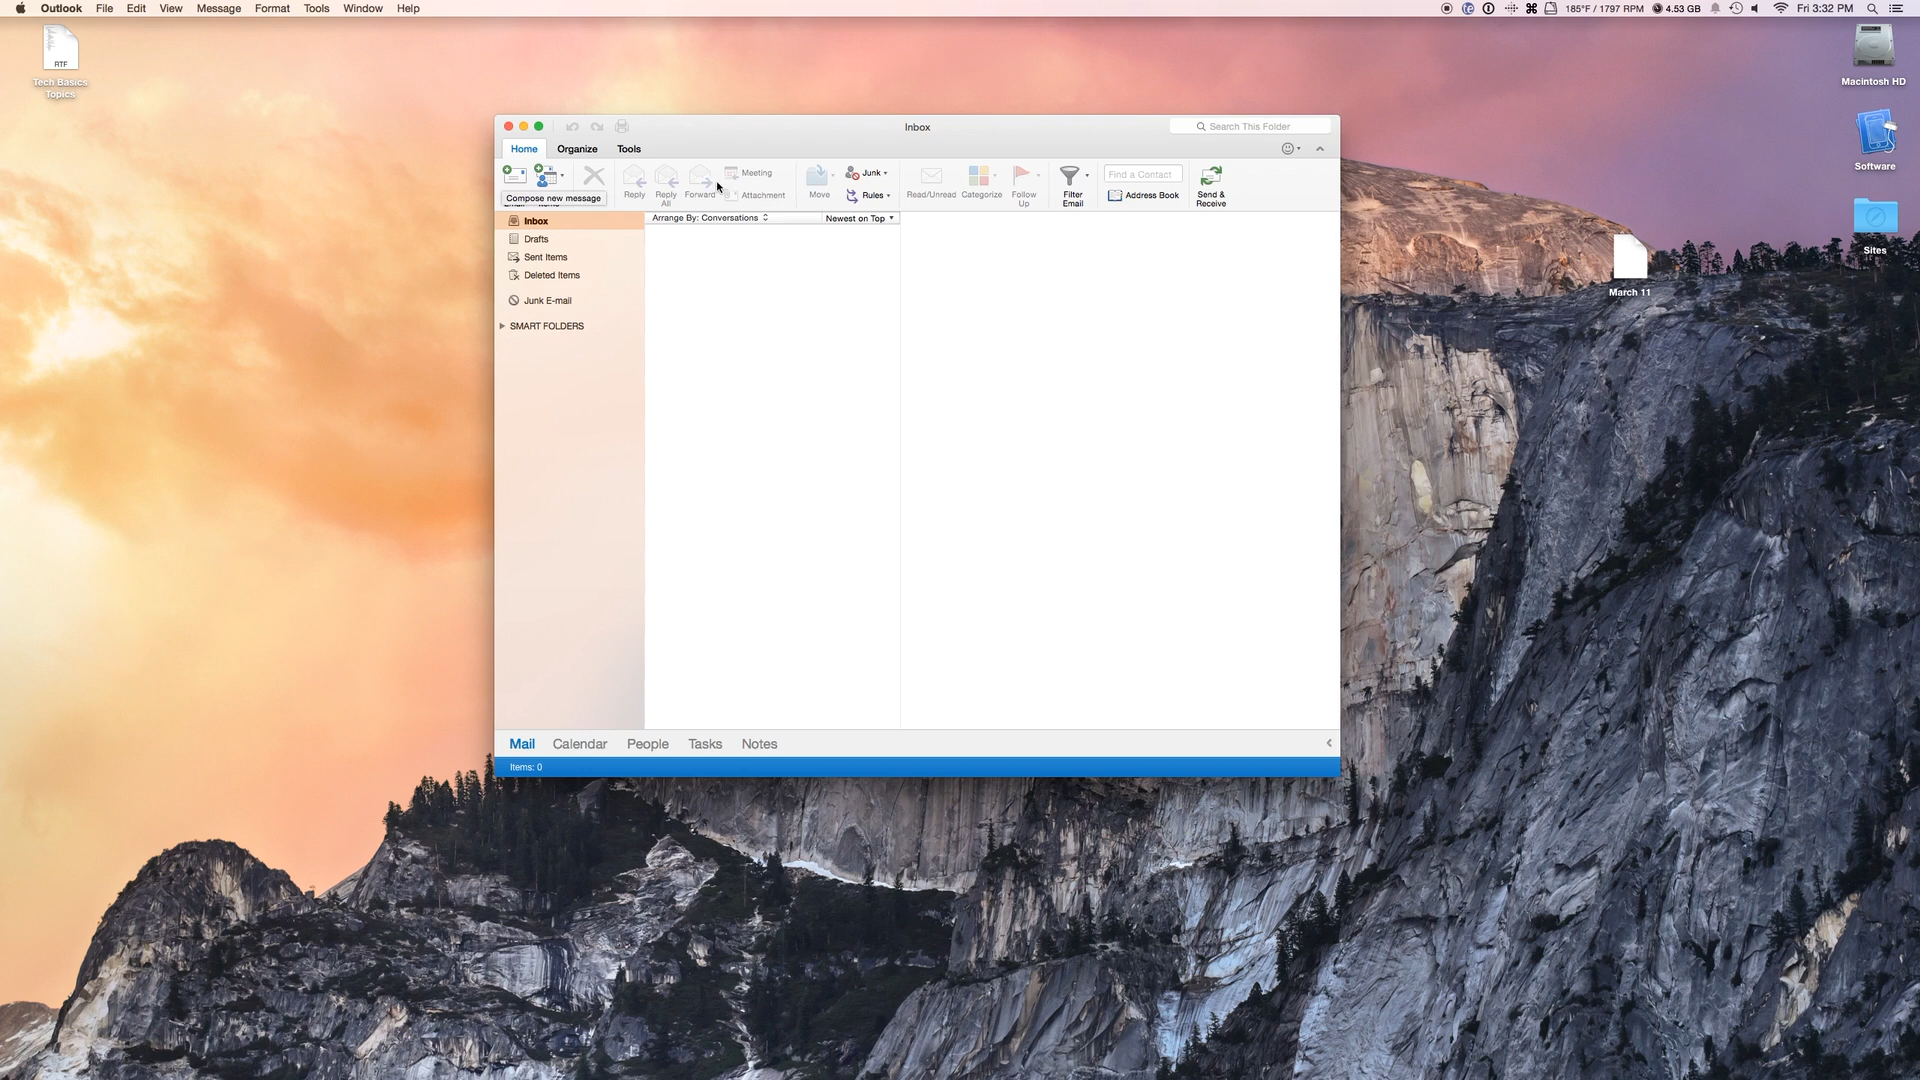 Outlook File Edit View Message Format Tools Window Help
185°F / 1797 RPM 4.53 GB Fri 3:32 PM
RTF
Tech Basics
Topics
Macintosh HD
Software
Sites
March 11
Inbox
Search This Folder
Home Organize Tools
Reply
Reply
All
Forward
Meeting
Attachment
Move
Junk
Rules
Read/Unread
Categorize
Follow
Up
Filter
Email
Find a Contact
Address Book
Send &
Receive
Compose new message
Arrange By: Conversations Newest on Top
Inbox
Drafts
Sent Items
Deleted Items
Junk E-mail
SMART FOLDERS
Mail Calendar People Tasks Notes
Items: 0